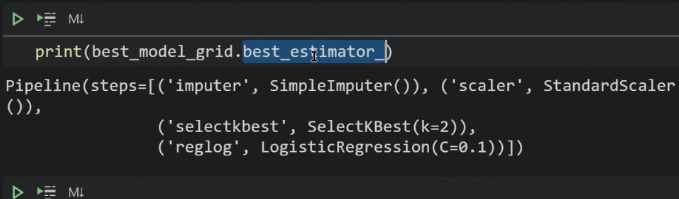 M↓
print(best_model_grid.best_estimator_)
Pipeline(steps=[('imputer', SimpleImputer()), ('scaler', StandardScaler
()),
('selectkbest', SelectKBest(k=2)),
('reglog', LogisticRegression(C=0.1))])
M↓